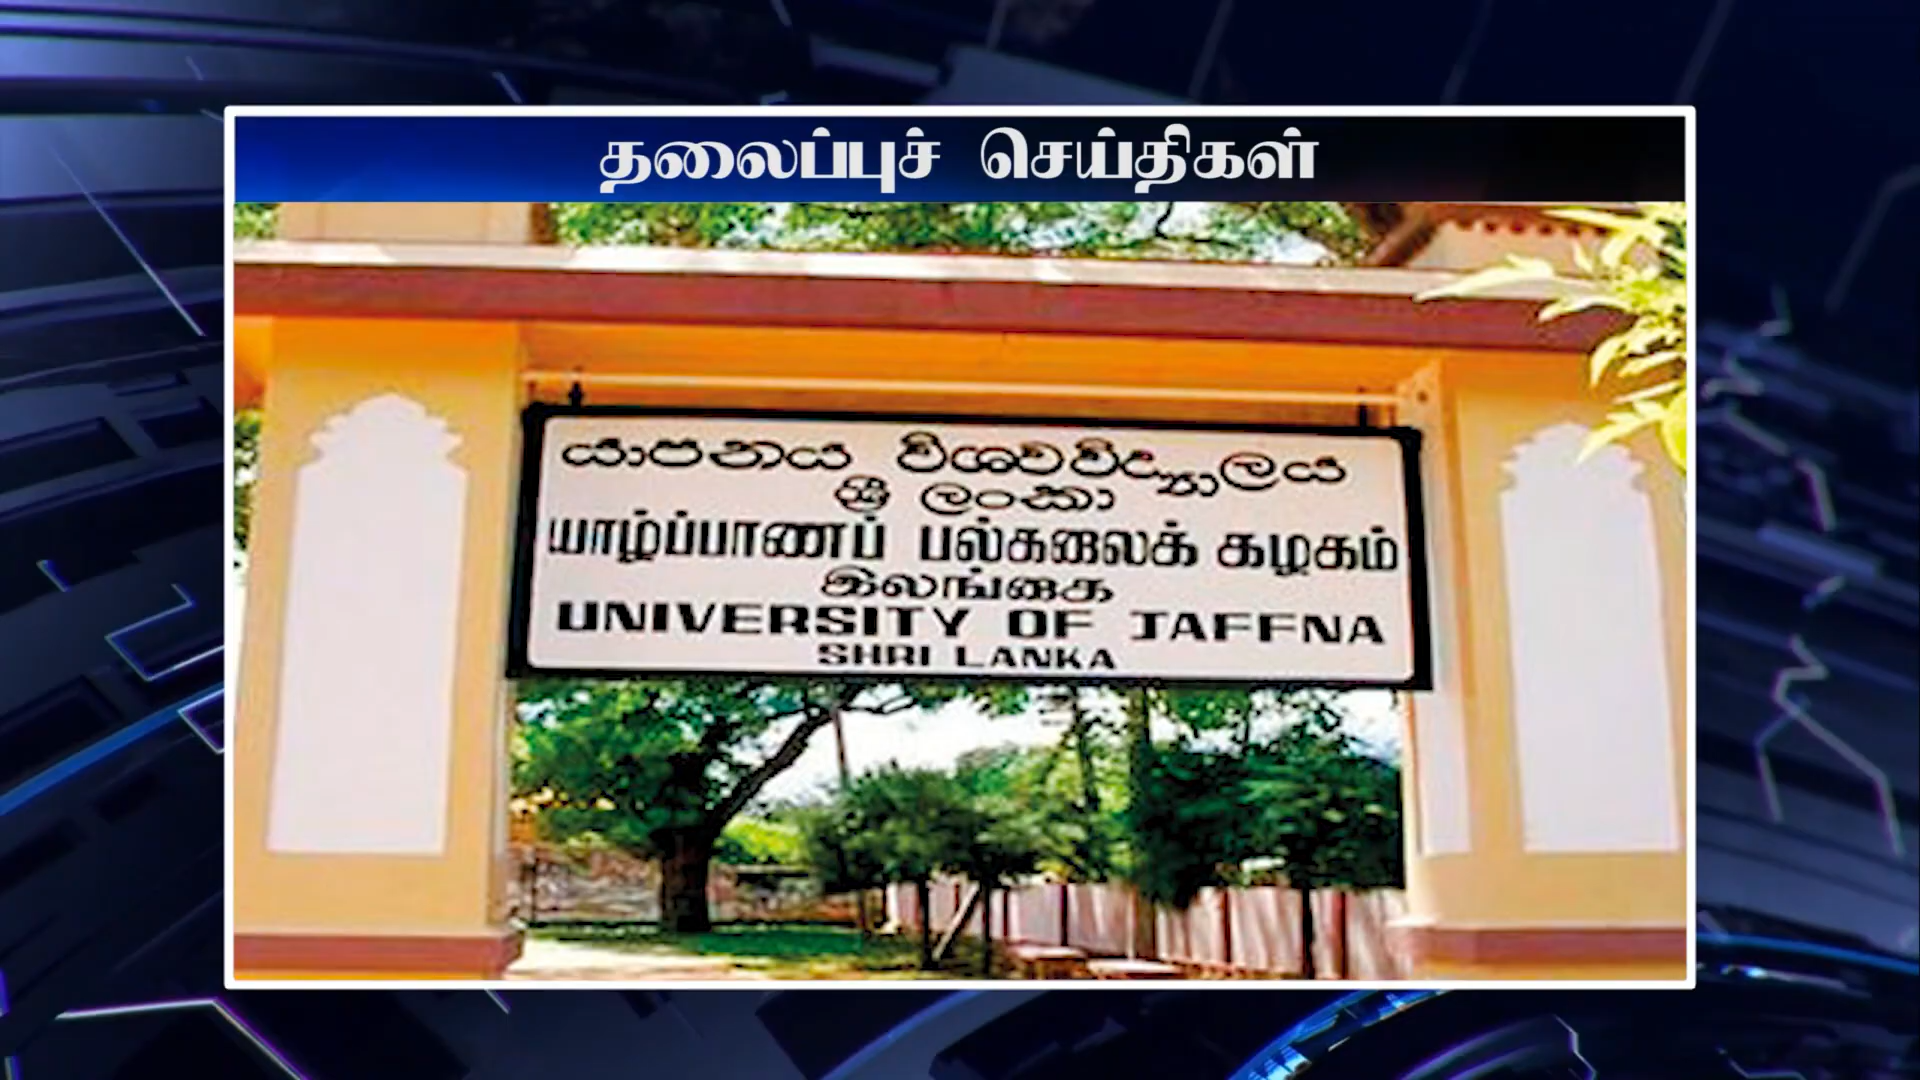 தலைப்புச் செய்திகள்
යාපනය විශ්වවිද්‍යාලය
ශ්‍රී ලංකා
யாழ்ப்பாணப் பல்கலைக் கழகம்
இலங்கை
UNIVERSITY OF JAFFNA
SHRI LANKA